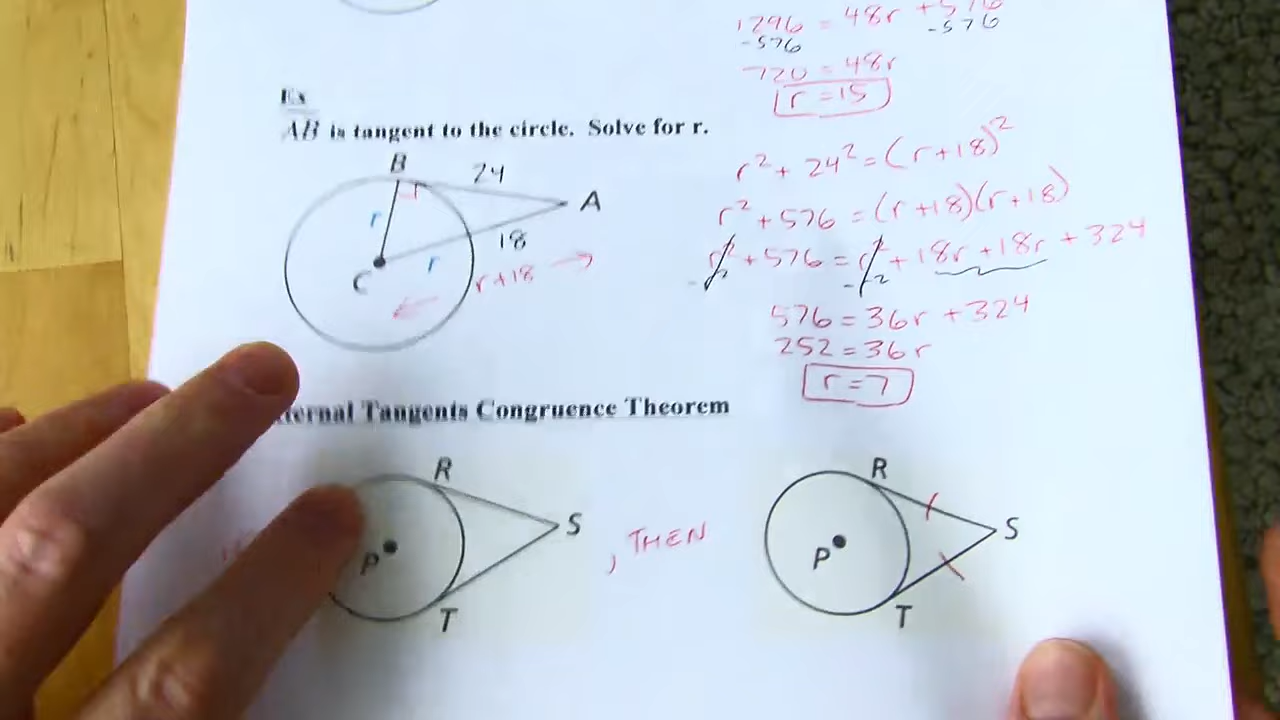 1296 = 48r + 576
-576 -576
720 = 48r
r = 15
Ex
AB is tangent to the circle. Solve for r.
B
24
A
r
18
r
C
r+18
r² + 24² = (r+18)²
r² + 576 = (r+18)(r+18)
r² + 576 = r² + 18r + 18r + 324
-r² -r²
576 = 36r + 324
252 = 36r
r = 7
Tangents Congruence Theorem
R
S
P
T
, THEN
R
S
P
T